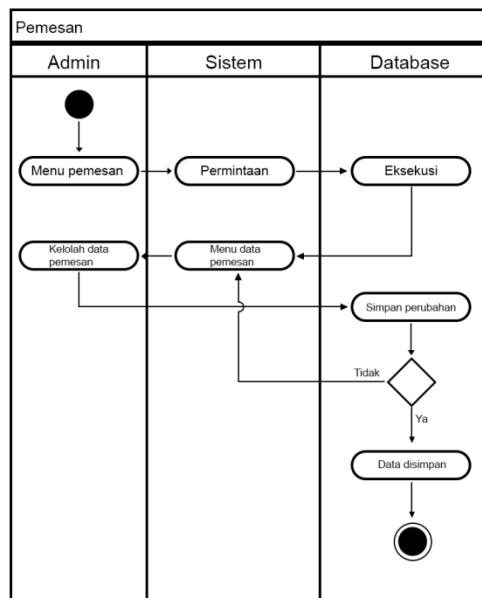 Pemesan
Admin
Sistem
Database
Menu pemesan
Permintaan
Eksekusi
Kelolah data
pemesan
Menu data
pemesan
Simpan perubahan
Tidak
Ya
Data disimpan